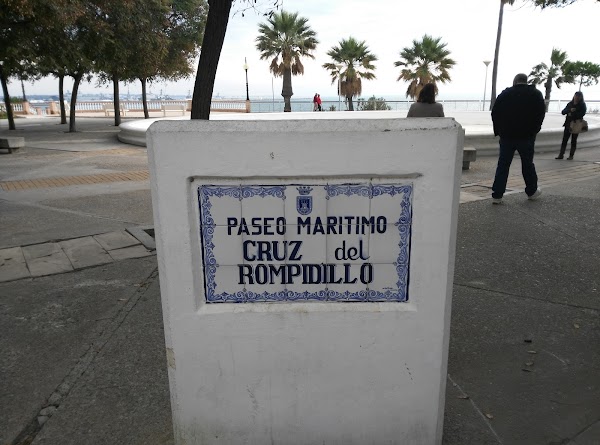 PASEO MARITIMO
CRUZ del
ROMPIDILLO